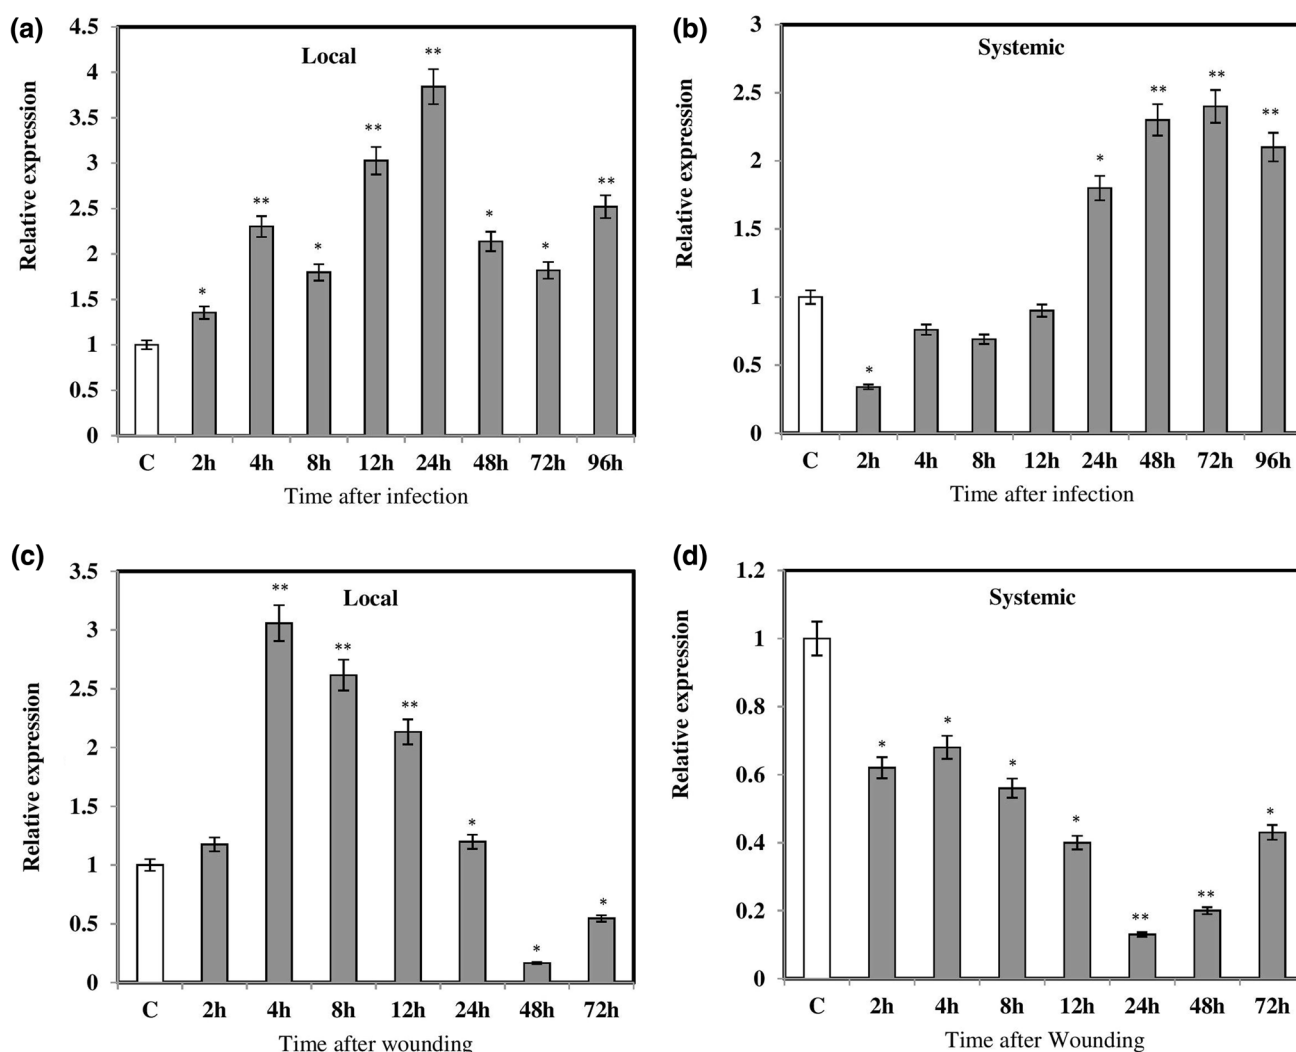 (a)
Local
Relative expression
4.5
4
3.5
3
2.5
2
1.5
1
0.5
0
**
*
**
*
**
**
*
*
**
C 2h 4h 8h 12h 24h 48h 72h 96h
Time after infection
(b)
Systemic
Relative expression
3
2.5
2
1.5
1
0.5
0
*
*
**
**
**
C 2h 4h 8h 12h 24h 48h 72h 96h
Time after infection
(c)
Local
Relative expression
3.5
3
2.5
2
1.5
1
0.5
0
**
**
**
*
*
*
C 2h 4h 8h 12h 24h 48h 72h
Time after wounding
(d)
Systemic
Relative expression
1.2
1
0.8
0.6
0.4
0.2
0
*
*
*
*
**
**
*
C 2h 4h 8h 12h 24h 48h 72h
Time after Wounding